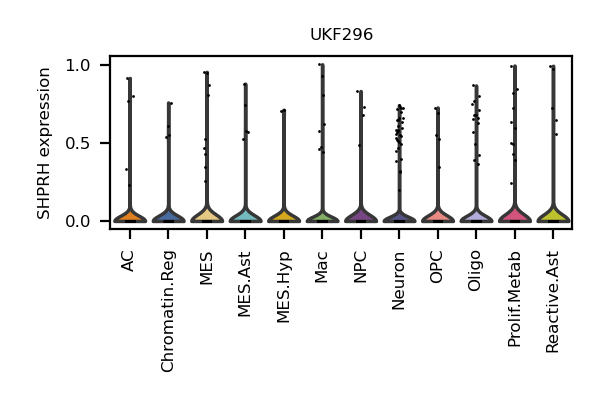 UKF296
SHPRH expression
1.0
0.5
0.0
AC
Chromatin.Reg
MES
MES.Ast
MES.Hyp
Mac
NPC
Neuron
OPC
Oligo
Prolif.Metab
Reactive.Ast